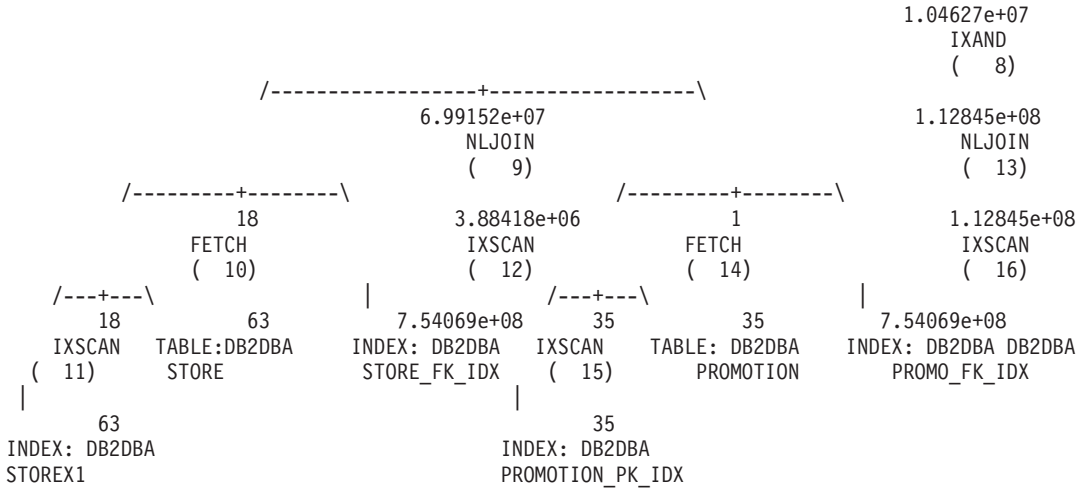 1.04627e+07
IXAND
( 8)
/------------------+------------------\
6.99152e+07 1.12845e+08
NLJOIN NLJOIN
( 9) ( 13)
/---------+--------\ /---------+--------\
18 3.88418e+06 1 1.12845e+08
FETCH IXSCAN FETCH IXSCAN
( 10) ( 12) ( 14) ( 16)
/---+---\ | /---+---\ |
18 63 7.54069e+08 35 35 7.54069e+08
IXSCAN TABLE:DB2DBA INDEX: DB2DBA IXSCAN TABLE: DB2DBA INDEX: DB2DBA DB2DBA
( 11) STORE STORE_FK_IDX ( 15) PROMOTION PROMO_FK_IDX
| |
63 35
INDEX: DB2DBA INDEX: DB2DBA
STOREX1 PROMOTION_PK_IDX